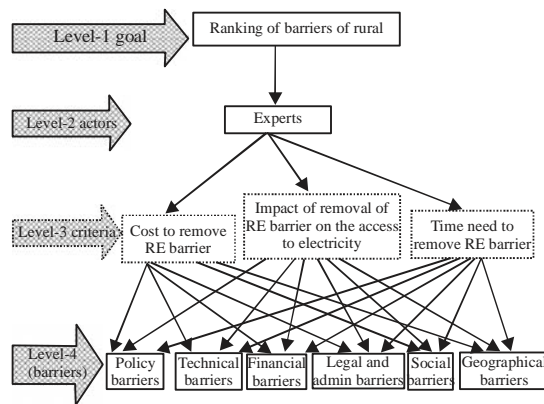 Level-1 goal
Ranking of barriers of rural
Level-2 actors
Experts
Level-3 criteria
Cost to remove
RE barrier
Impact of removal of
RE barrier on the access
to electricity
Time need to
remove RE barrier
Level-4
(barriers)
Policy
barriers
Technical
barriers
Financial
barriers
Legal and
admin barriers
Social
barriers
Geographical
barriers